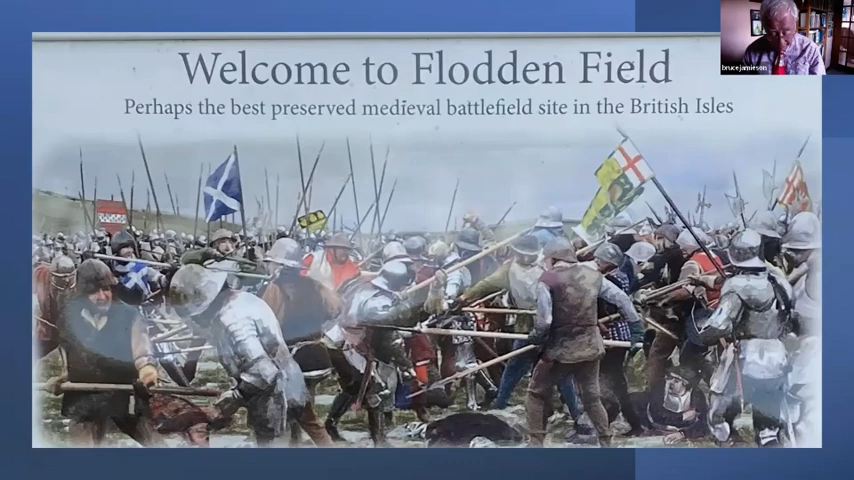 Welcome to Flodden Field
Perhaps the best preserved medieval battlefield site in the British Isles
brucejamieson